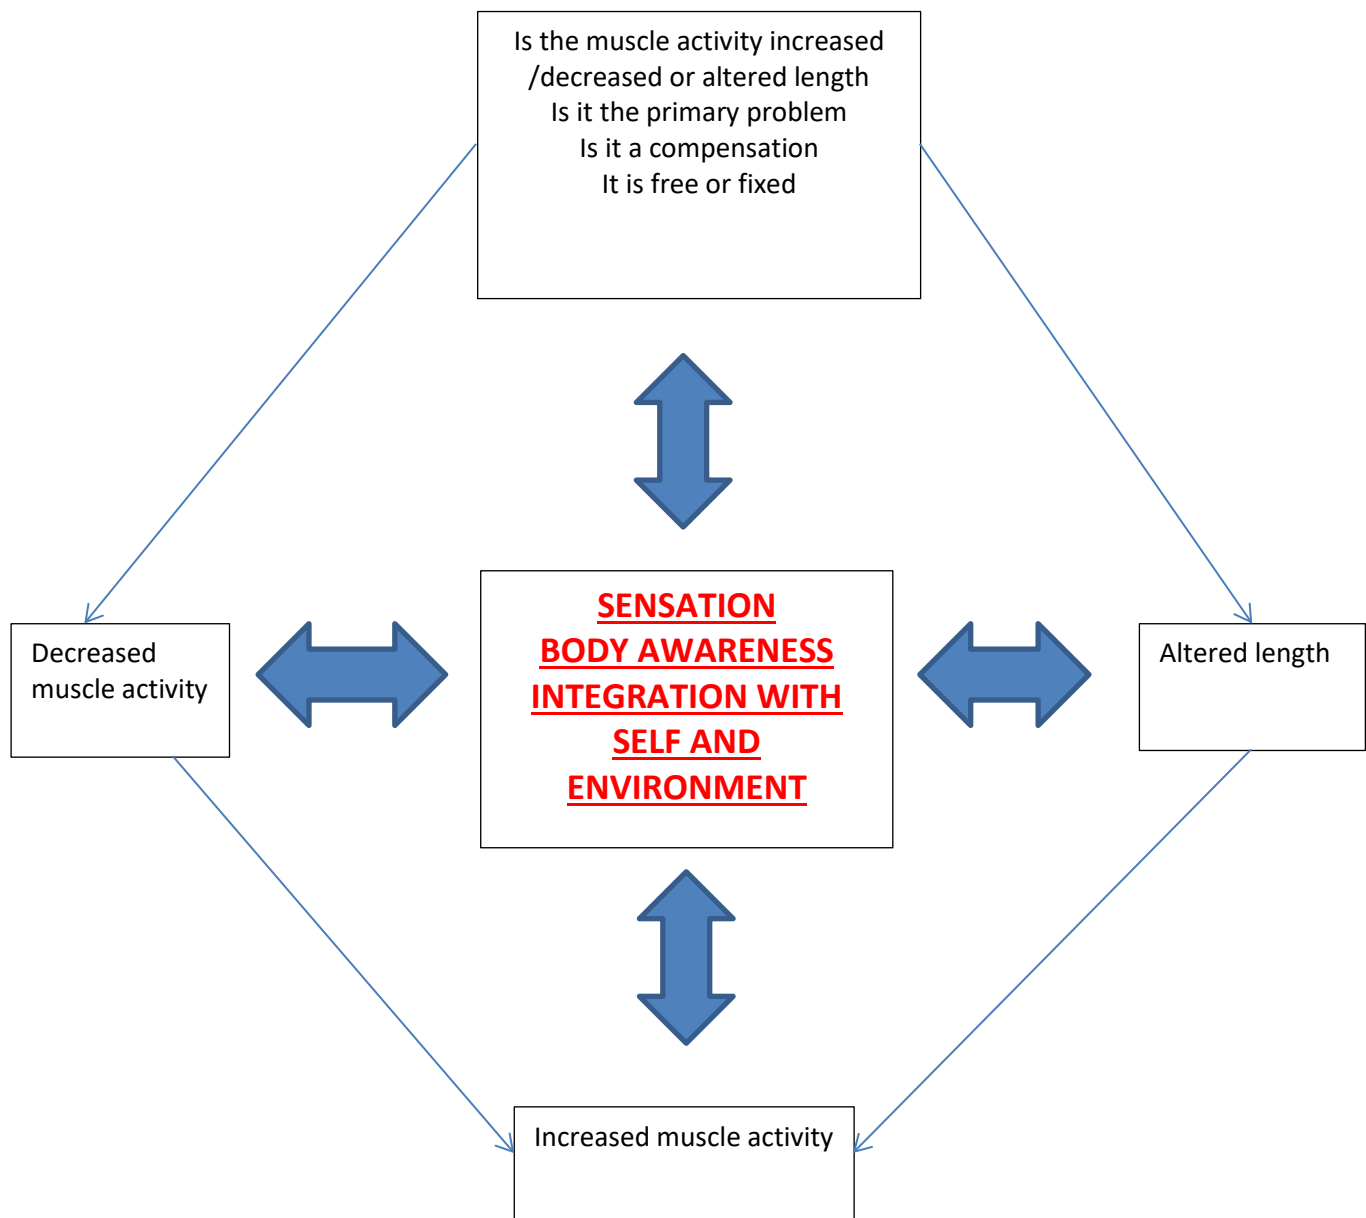 Is the muscle activity increased
/decreased or altered length
Is it the primary problem
Is it a compensation
It is free or fixed
Decreased
muscle activity
SENSATION
BODY AWARENESS
INTEGRATION WITH
SELF AND
ENVIRONMENT
Altered length
Increased muscle activity